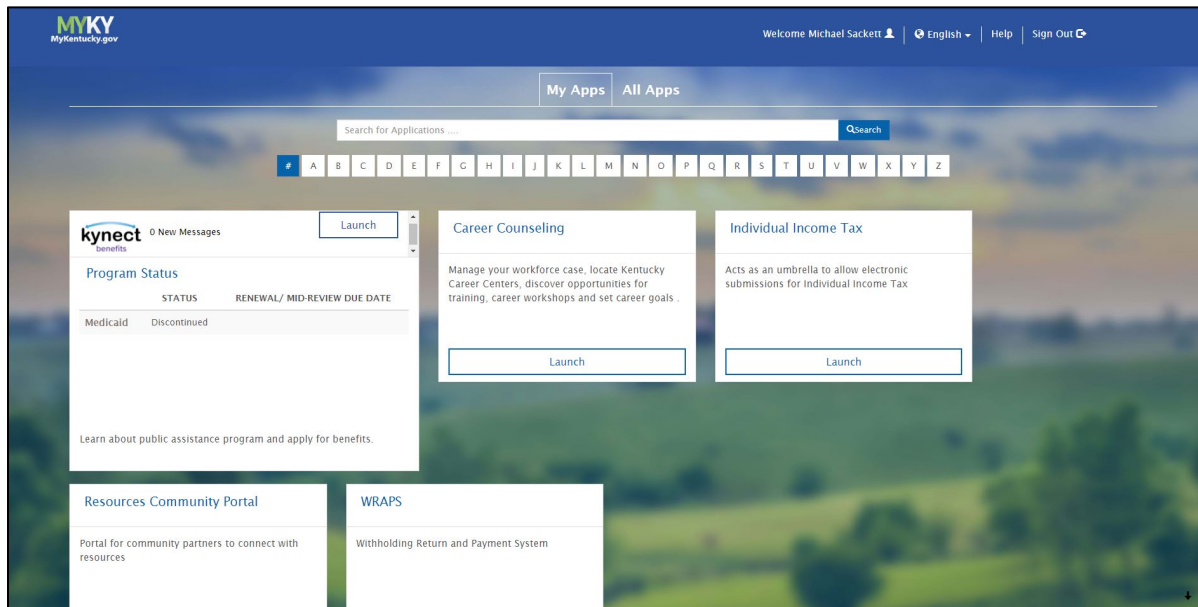 MYKY
MyKentucky.gov
Welcome Michael Sackett
English
Help
Sign Out
My Apps
All Apps
Search for Applications ....
Search
# A B C D E F G H I J K L M N O P Q R S T U V W X Y Z
kynect
benefits
0 New Messages
Launch
Program Status
STATUS RENEWAL/ MID-REVIEW DUE DATE
Medicaid Discontinued
Learn about public assistance program and apply for benefits.
Career Counseling
Manage your workforce case, locate Kentucky
Career Centers, discover opportunities for
training, career workshops and set career goals .
Launch
Individual Income Tax
Acts as an umbrella to allow electronic
submissions for Individual Income Tax
Launch
Resources Community Portal
Portal for community partners to connect with
resources
WRAPS
Withholding Return and Payment System